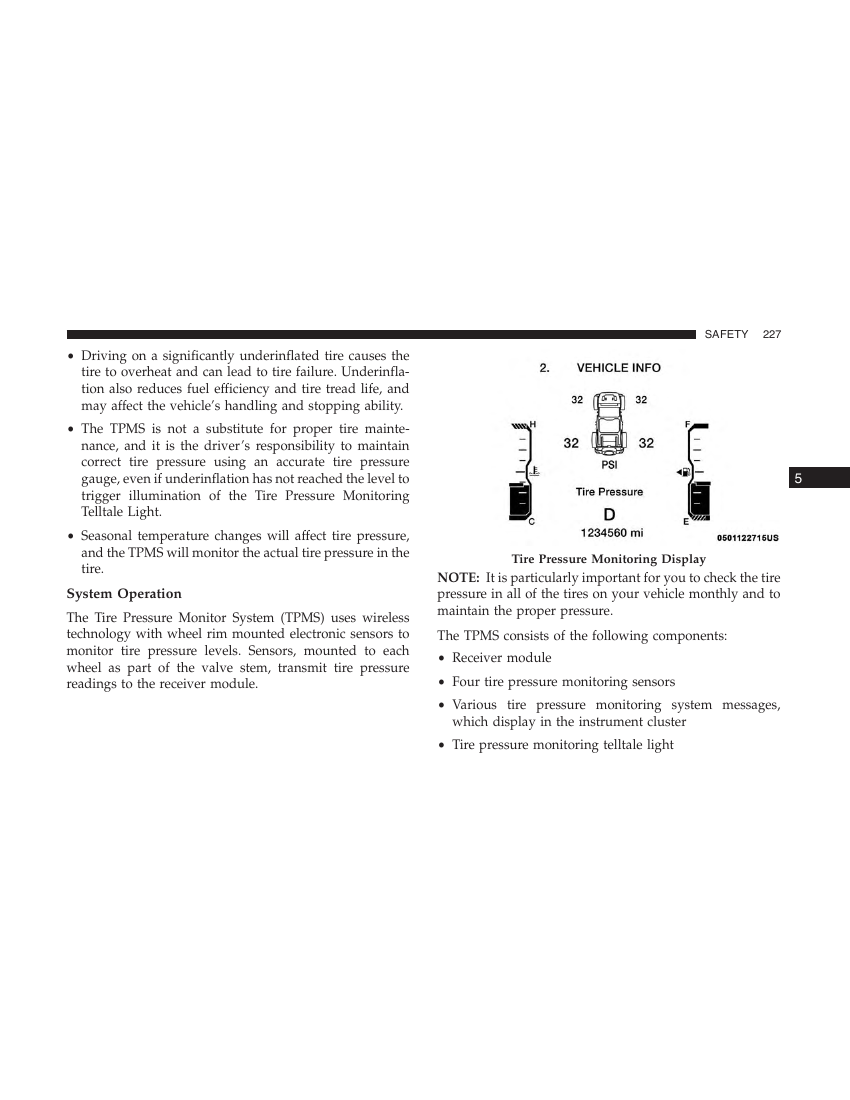 SAFETY 227
• Driving on a significantly underinflated tire causes the
tire to overheat and can lead to tire failure. Underinfla-
tion also reduces fuel efficiency and tire tread life, and
may affect the vehicle's handling and stopping ability.
• The TPMS is not a substitute for proper tire mainte-
nance, and it is the driver's responsibility to maintain
correct tire pressure using an accurate tire pressure
gauge, even if underinflation has not reached the level to
trigger illumination of the Tire Pressure Monitoring
Telltale Light.
• Seasonal temperature changes will affect tire pressure,
and the TPMS will monitor the actual tire pressure in the
tire.
System Operation
The Tire Pressure Monitor System (TPMS) uses wireless
technology with wheel rim mounted electronic sensors to
monitor tire pressure levels. Sensors, mounted to each
wheel as part of the valve stem, transmit tire pressure
readings to the receiver module.
2. VEHICLE INFO
32 32
H F
32 32
PSI
Tire Pressure
D
C E
1234560 mi
0501122715US
Tire Pressure Monitoring Display
NOTE: It is particularly important for you to check the tire
pressure in all of the tires on your vehicle monthly and to
maintain the proper pressure.
The TPMS consists of the following components:
• Receiver module
• Four tire pressure monitoring sensors
• Various tire pressure monitoring system messages,
which display in the instrument cluster
• Tire pressure monitoring telltale light
5